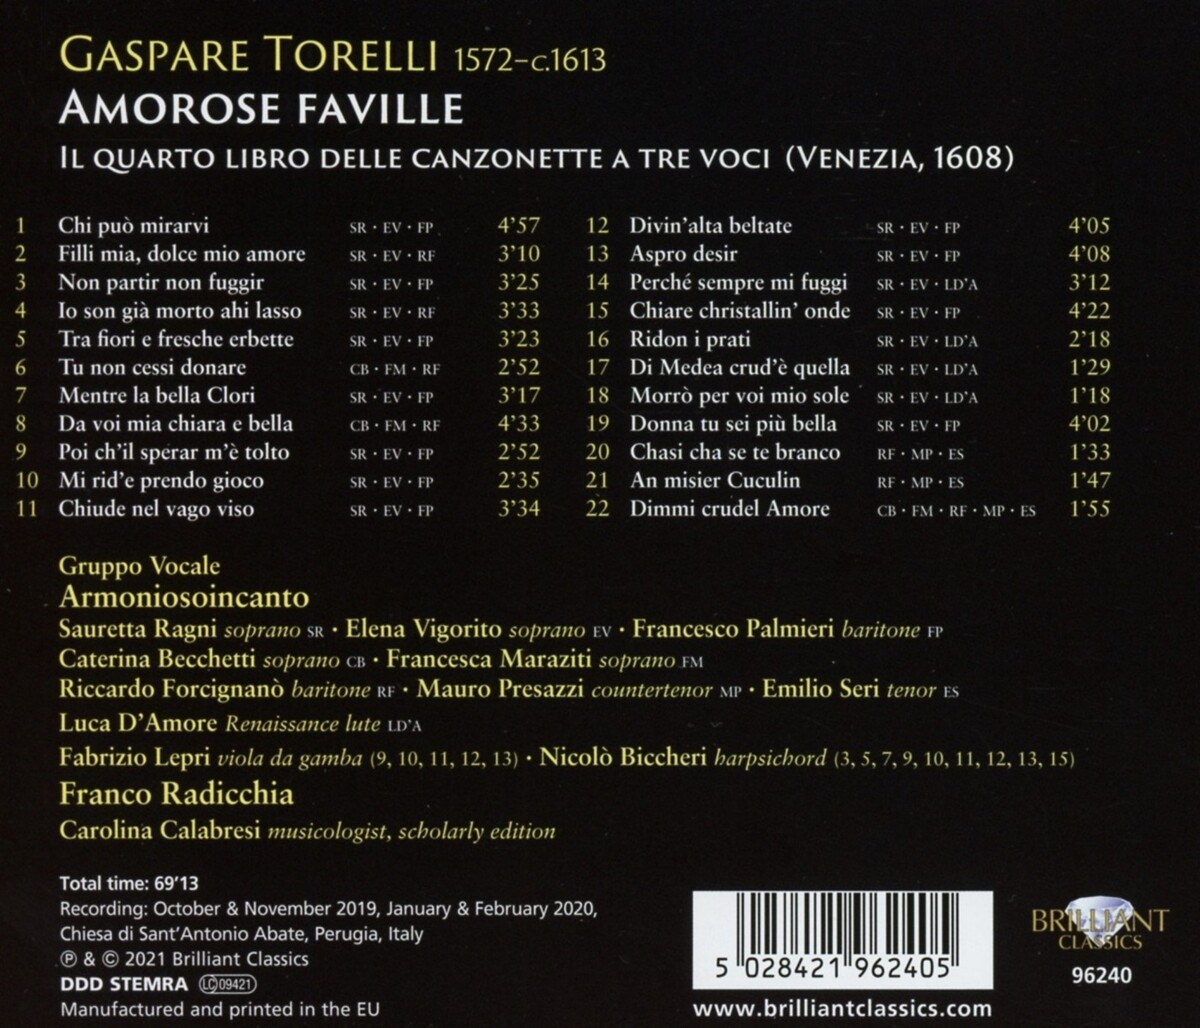 GASPARE TORELLI 1572–c.1613
AMOROSE FAVILLE
IL QUARTO LIBRO DELLE CANZONETTE A TRE VOCI (VENEZIA, 1608)
1 Chi può mirarvi SR · EV · FP 4'57
2 Filli mia, dolce mio amore SR · EV · RF 3'10
3 Non partir non fuggir SR · EV · FP 3'25
4 Io son già morto ahi lasso SR · EV · RF 3'33
5 Tra fiori e fresche erbette SR · EV · FP 3'23
6 Tu non cessi donare CB · FM · RF 2'52
7 Mentre la bella Clori SR · EV · FP 3'17
8 Da voi mia chiara e bella CB · FM · RF 4'33
9 Poi ch'il sperar m'è tolto SR · EV · FP 2'52
10 Mi rid'e prendo gioco SR · EV · FP 2'35
11 Chiude nel vago viso SR · EV · FP 3'34
12 Divin'alta beltate SR · EV · FP 4'05
13 Aspro desir SR · EV · FP 4'08
14 Perché sempre mi fuggi SR · EV · LD'A 3'12
15 Chiare christallin' onde SR · EV · FP 4'22
16 Ridon i prati SR · EV · LD'A 2'18
17 Di Medea crud'è quella SR · EV · LD'A 1'29
18 Morrò per voi mio sole SR · EV · LD'A 1'18
19 Donna tu sei più bella SR · EV · FP 4'02
20 Chasi cha se te branco RF · MP · ES 1'33
21 An misier Cuculin RF · MP · ES 1'47
22 Dimmi crudel Amore CB · FM · RF · MP · ES 1'55
Gruppo Vocale
Armoniosoincanto
Sauretta Ragni soprano SR · Elena Vigorito soprano EV · Francesco Palmieri baritone FP
Caterina Becchetti soprano CB · Francesca Maraziti soprano FM
Riccardo Forcignanò baritone RF · Mauro Presazzi countertenor MP · Emilio Seri tenor ES
Luca D'Amore Renaissance lute LD'A
Fabrizio Lepri viola da gamba (9, 10, 11, 12, 13) · Nicolò Biccheri harpsichord (3, 5, 7, 9, 10, 11, 12, 13, 15)
Franco Radicchia
Carolina Calabresi musicologist, scholarly edition
Total time: 69'13
Recording: October & November 2019, January & February 2020,
Chiesa di Sant'Antonio Abate, Perugia, Italy
℗ & © 2021 Brilliant Classics
DDD STEMRA LC 09421
Manufactured and printed in the EU
5 028421 962405
www.brilliantclassics.com
BRILLIANT
CLASSICS
96240